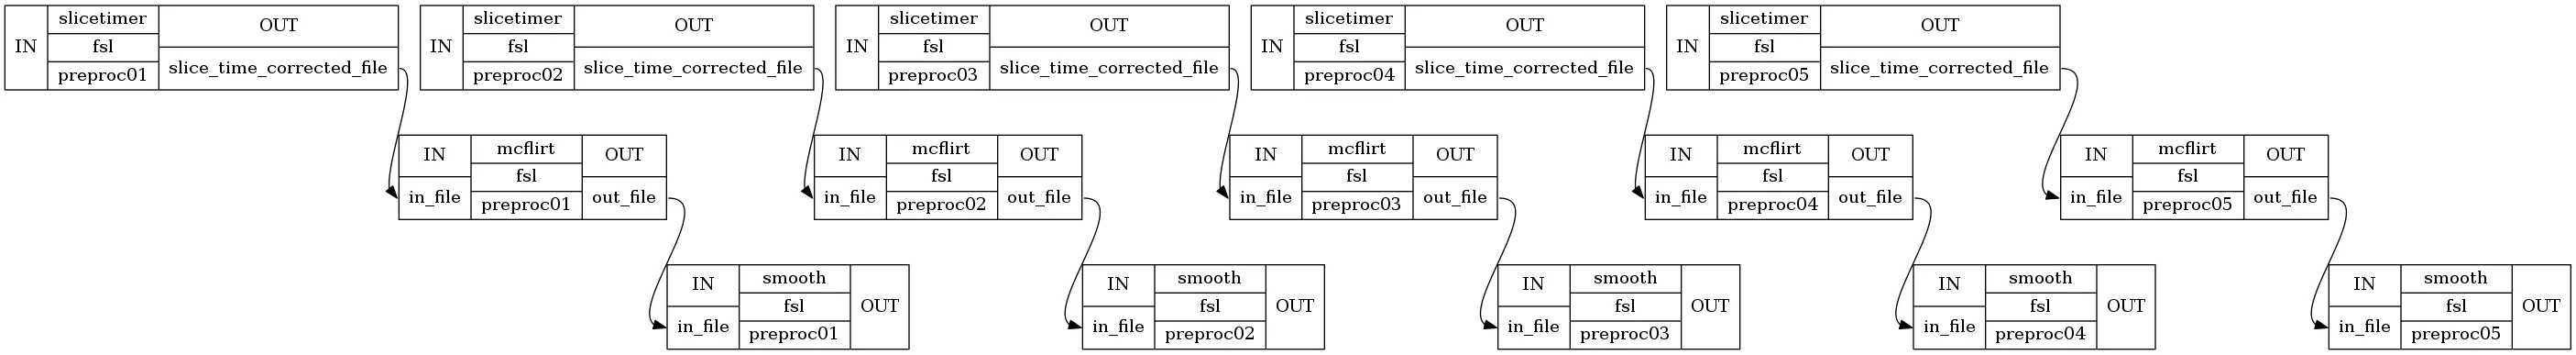 IN slicetimer fsl preproc01 OUT slice_time_corrected_file
IN slicetimer fsl preproc02 OUT slice_time_corrected_file
IN slicetimer fsl preproc03 OUT slice_time_corrected_file
IN slicetimer fsl preproc04 OUT slice_time_corrected_file
IN slicetimer fsl preproc05 OUT slice_time_corrected_file
IN in_file mcflirt fsl preproc01 OUT out_file
IN in_file mcflirt fsl preproc02 OUT out_file
IN in_file mcflirt fsl preproc03 OUT out_file
IN in_file mcflirt fsl preproc04 OUT out_file
IN in_file mcflirt fsl preproc05 OUT out_file
IN in_file smooth fsl preproc01 OUT
IN in_file smooth fsl preproc02 OUT
IN in_file smooth fsl preproc03 OUT
IN in_file smooth fsl preproc04 OUT
IN in_file smooth fsl preproc05 OUT